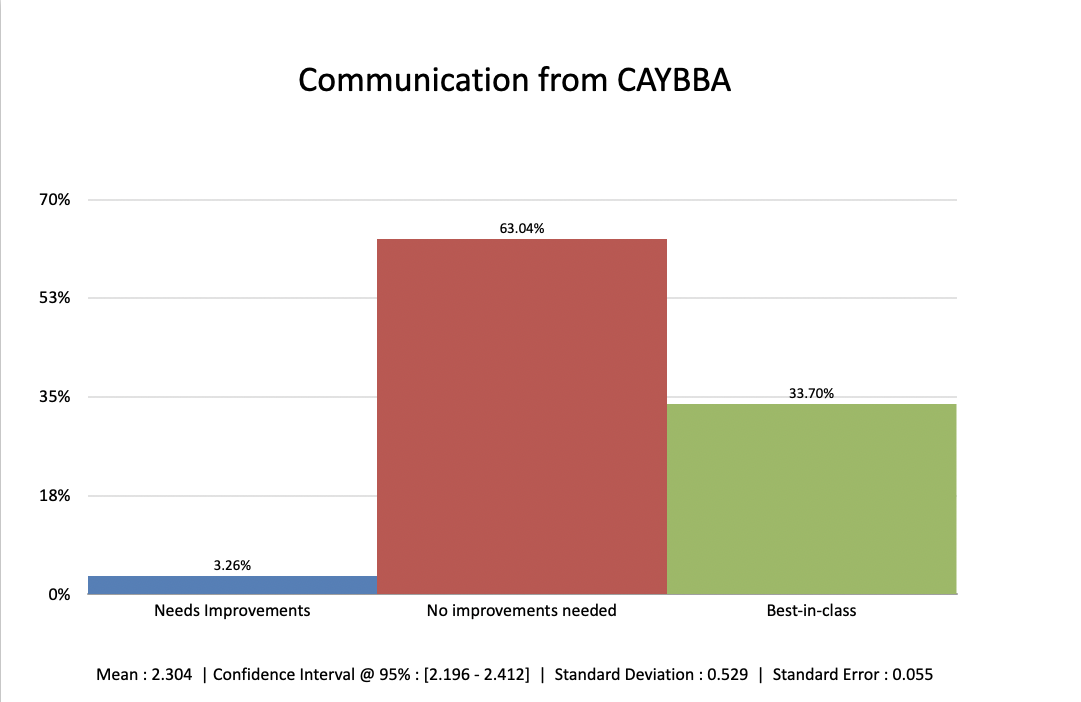 Communication from CAYBBA
70%
63.04%
53%
35%
33.70%
18%
3.26%
0%
Needs Improvements No improvements needed Best-in-class
Mean : 2.304 | Confidence Interval @ 95% : [2.196 - 2.412] | Standard Deviation : 0.529 | Standard Error : 0.055